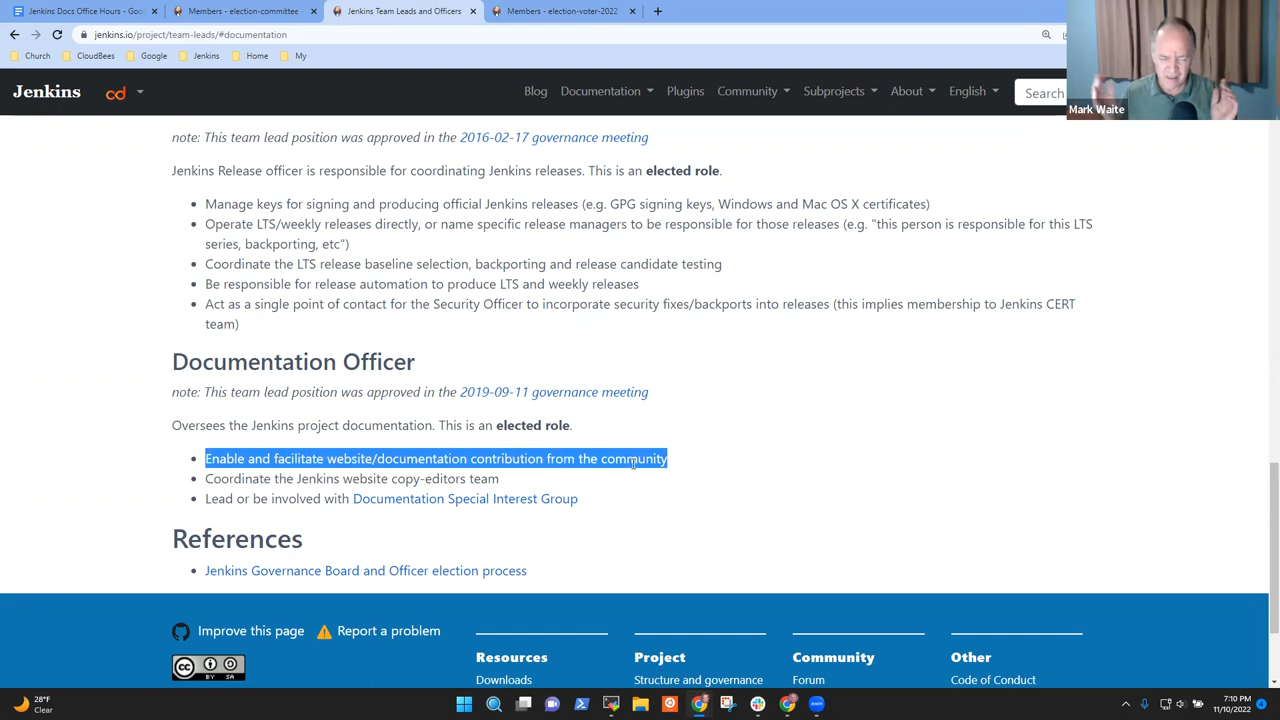 Jenkins Docs Office Hours - Goo
Members - election-committee -
Jenkins Team Leads and Officers
Members - election-voter-2022 -
jenkins.io/project/team-leads/#documentation
Church
CloudBees
Google
Jenkins
Home
My
Jenkins
cd
Blog
Documentation
Plugins
Community
Subprojects
About
English
Search
Mark Waite
note: This team lead position was approved in the 2016-02-17 governance meeting
Jenkins Release officer is responsible for coordinating Jenkins releases. This is an elected role.
Manage keys for signing and producing official Jenkins releases (e.g. GPG signing keys, Windows and Mac OS X certificates)
Operate LTS/weekly releases directly, or name specific release managers to be responsible for those releases (e.g. "this person is responsible for this LTS
series, backporting, etc")
Coordinate the LTS release baseline selection, backporting and release candidate testing
Be responsible for release automation to produce LTS and weekly releases
Act as a single point of contact for the Security Officer to incorporate security fixes/backports into releases (this implies membership to Jenkins CERT
team)
Documentation Officer
note: This team lead position was approved in the 2019-09-11 governance meeting
Oversees the Jenkins project documentation. This is an elected role.
Enable and facilitate website/documentation contribution from the community
Coordinate the Jenkins website copy-editors team
Lead or be involved with Documentation Special Interest Group
References
Jenkins Governance Board and Officer election process
Improve this page
Report a problem
cc
BY SA
Resources
Project
Community
Other
Downloads
Structure and governance
Forum
Code of Conduct
28°F
Clear
7:10 PM
11/10/2022